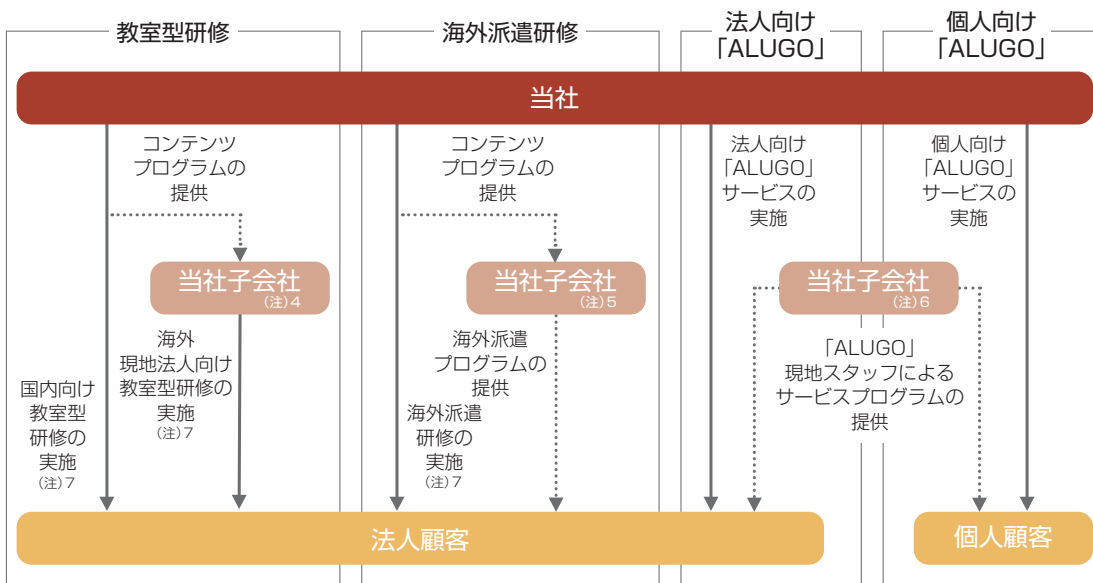 教室型研修
海外派遣研修
法人向け
「ALUGO」
個人向け
「ALUGO」
当社
コンテンツ
プログラムの
提供
コンテンツ
プログラムの
提供
法人向け
「ALUGO」
サービスの
実施
個人向け
「ALUGO」
サービスの
実施
当社子会社
(注)4
当社子会社
(注)5
当社子会社
(注)6
国内向け
教室型
研修の
実施
(注)7
海外
現地法人向け
教室型研修の
実施
(注)7
海外派遣
プログラムの
提供
海外派遣
研修の
実施
(注)7
「ALUGO」
現地スタッフによる
サービスプログラムの
提供
法人顧客
個人顧客